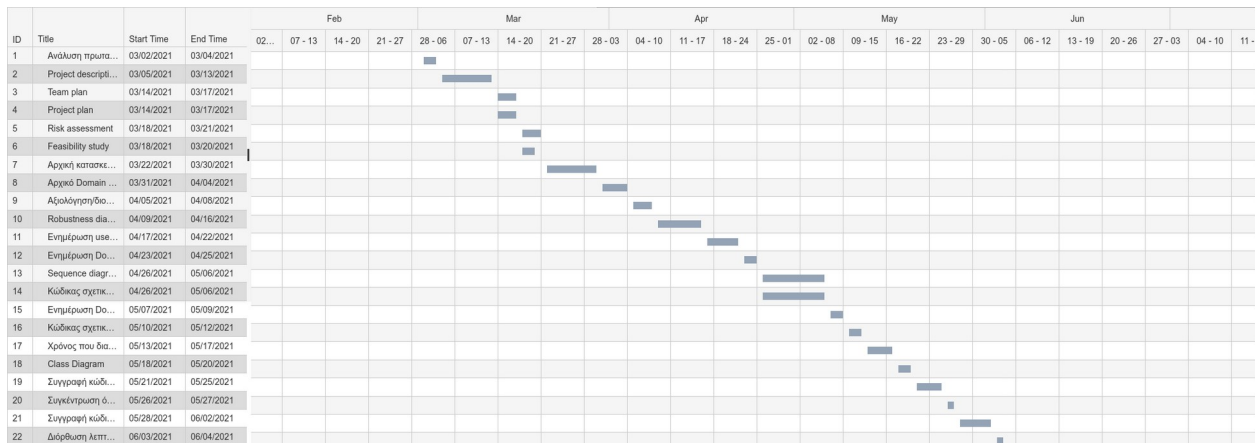 Feb Mar Apr May Jun
ID Title Start Time End Time 02... 07 - 13 14 - 20 21 - 27 28 - 06 07 - 13 14 - 20 21 - 27 28 - 03 04 - 10 11 - 17 18 - 24 25 - 01 02 - 08 09 - 15 16 - 22 23 - 29 30 - 05 06 - 12 13 - 19 20 - 26 27 - 03 04 - 10 11 -
1 Ανάλυση πρωτα... 03/02/2021 03/04/2021
2 Project descripti... 03/05/2021 03/13/2021
3 Team plan 03/14/2021 03/17/2021
4 Project plan 03/14/2021 03/17/2021
5 Risk assessment 03/18/2021 03/21/2021
6 Feasibility study 03/18/2021 03/20/2021
7 Αρχική κατασκε... 03/22/2021 03/30/2021
8 Αρχικό Domain ... 03/31/2021 04/04/2021
9 Αξιολόγηση/διο... 04/05/2021 04/08/2021
10 Robustness dia... 04/09/2021 04/16/2021
11 Ενημέρωση use... 04/17/2021 04/22/2021
12 Ενημέρωση Do... 04/23/2021 04/25/2021
13 Sequence diagr... 04/26/2021 05/06/2021
14 Κώδικας σχετικ... 04/26/2021 05/06/2021
15 Ενημέρωση Do... 05/07/2021 05/09/2021
16 Κώδικας σχετικ... 05/10/2021 05/12/2021
17 Χρόνος που δια... 05/13/2021 05/17/2021
18 Class Diagram 05/18/2021 05/20/2021
19 Συγγραφή κώδι... 05/21/2021 05/25/2021
20 Συγκέντρωση ό... 05/26/2021 05/27/2021
21 Συγγραφή κώδι... 05/28/2021 06/02/2021
22 Διόρθωση λεπτ... 06/03/2021 06/04/2021